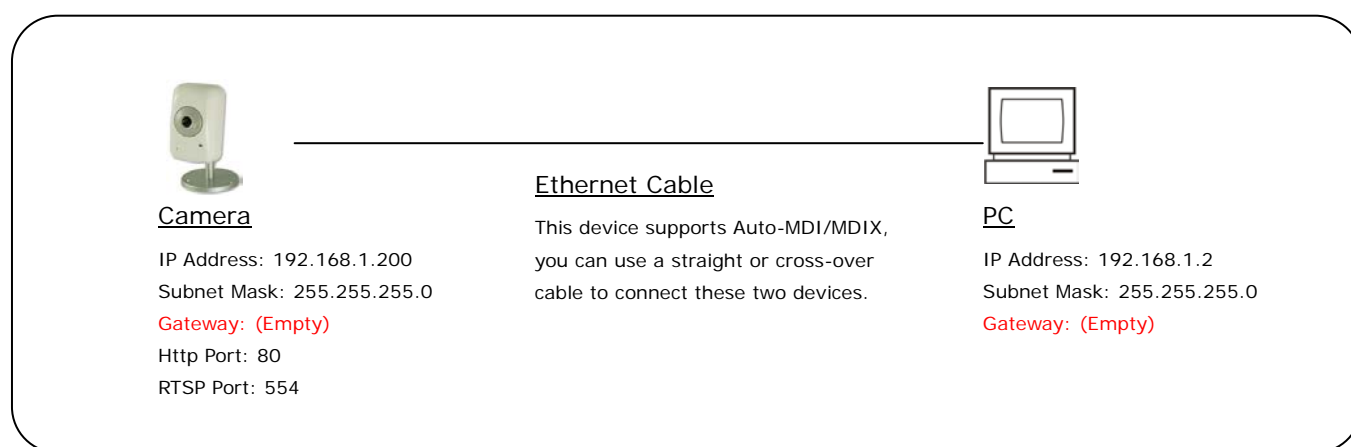 Camera
IP Address: 192.168.1.200
Subnet Mask: 255.255.255.0
Gateway: (Empty)
Http Port: 80
RTSP Port: 554
Ethernet Cable
This device supports Auto-MDI/MDIX,
you can use a straight or cross-over
cable to connect these two devices.
PC
IP Address: 192.168.1.2
Subnet Mask: 255.255.255.0
Gateway: (Empty)